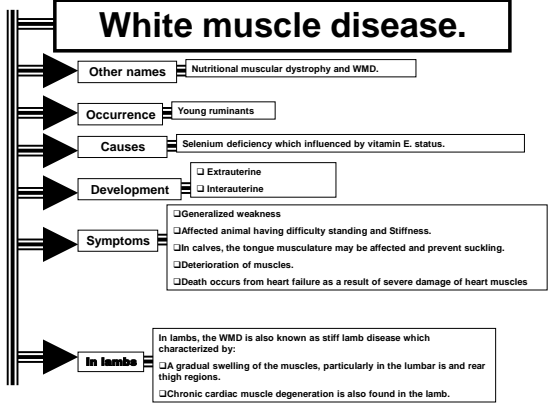 White muscle disease.
Other names
Nutritional muscular dystrophy and WMD.
Occurrence
Young ruminants
Causes
Selenium deficiency which influenced by vitamin E. status.
Development
❑ Extrauterine
❑ Interauterine
Symptoms
❑Generalized weakness
❑Affected animal having difficulty standing and Stiffness.
❑In calves, the tongue musculature may be affected and prevent suckling.
❑Deterioration of muscles.
❑Death occurs from heart failure as a result of severe damage of heart muscles
In lambs
In lambs, the WMD is also known as stiff lamb disease which
characterized by:
❑A gradual swelling of the muscles, particularly in the lumbar is and rear
thigh regions.
❑Chronic cardiac muscle degeneration is also found in the lamb.